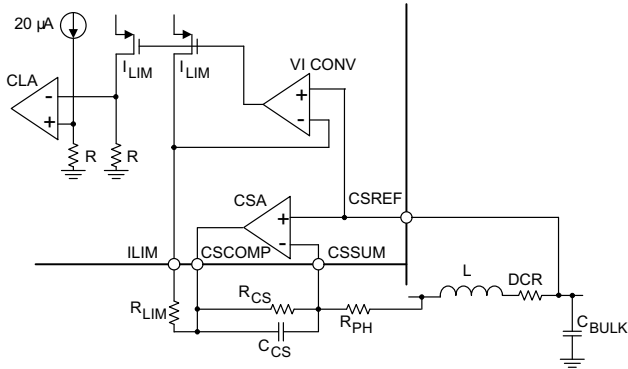 20 µA
CLA
-
+
R
R
I_LIM
I_LIM
VI CONV
+
-
CSA
+
-
CSREF
ILIM
CSCOMP
CSSUM
R_LIM
R_CS
C_CS
R_PH
L
DCR
C_BULK